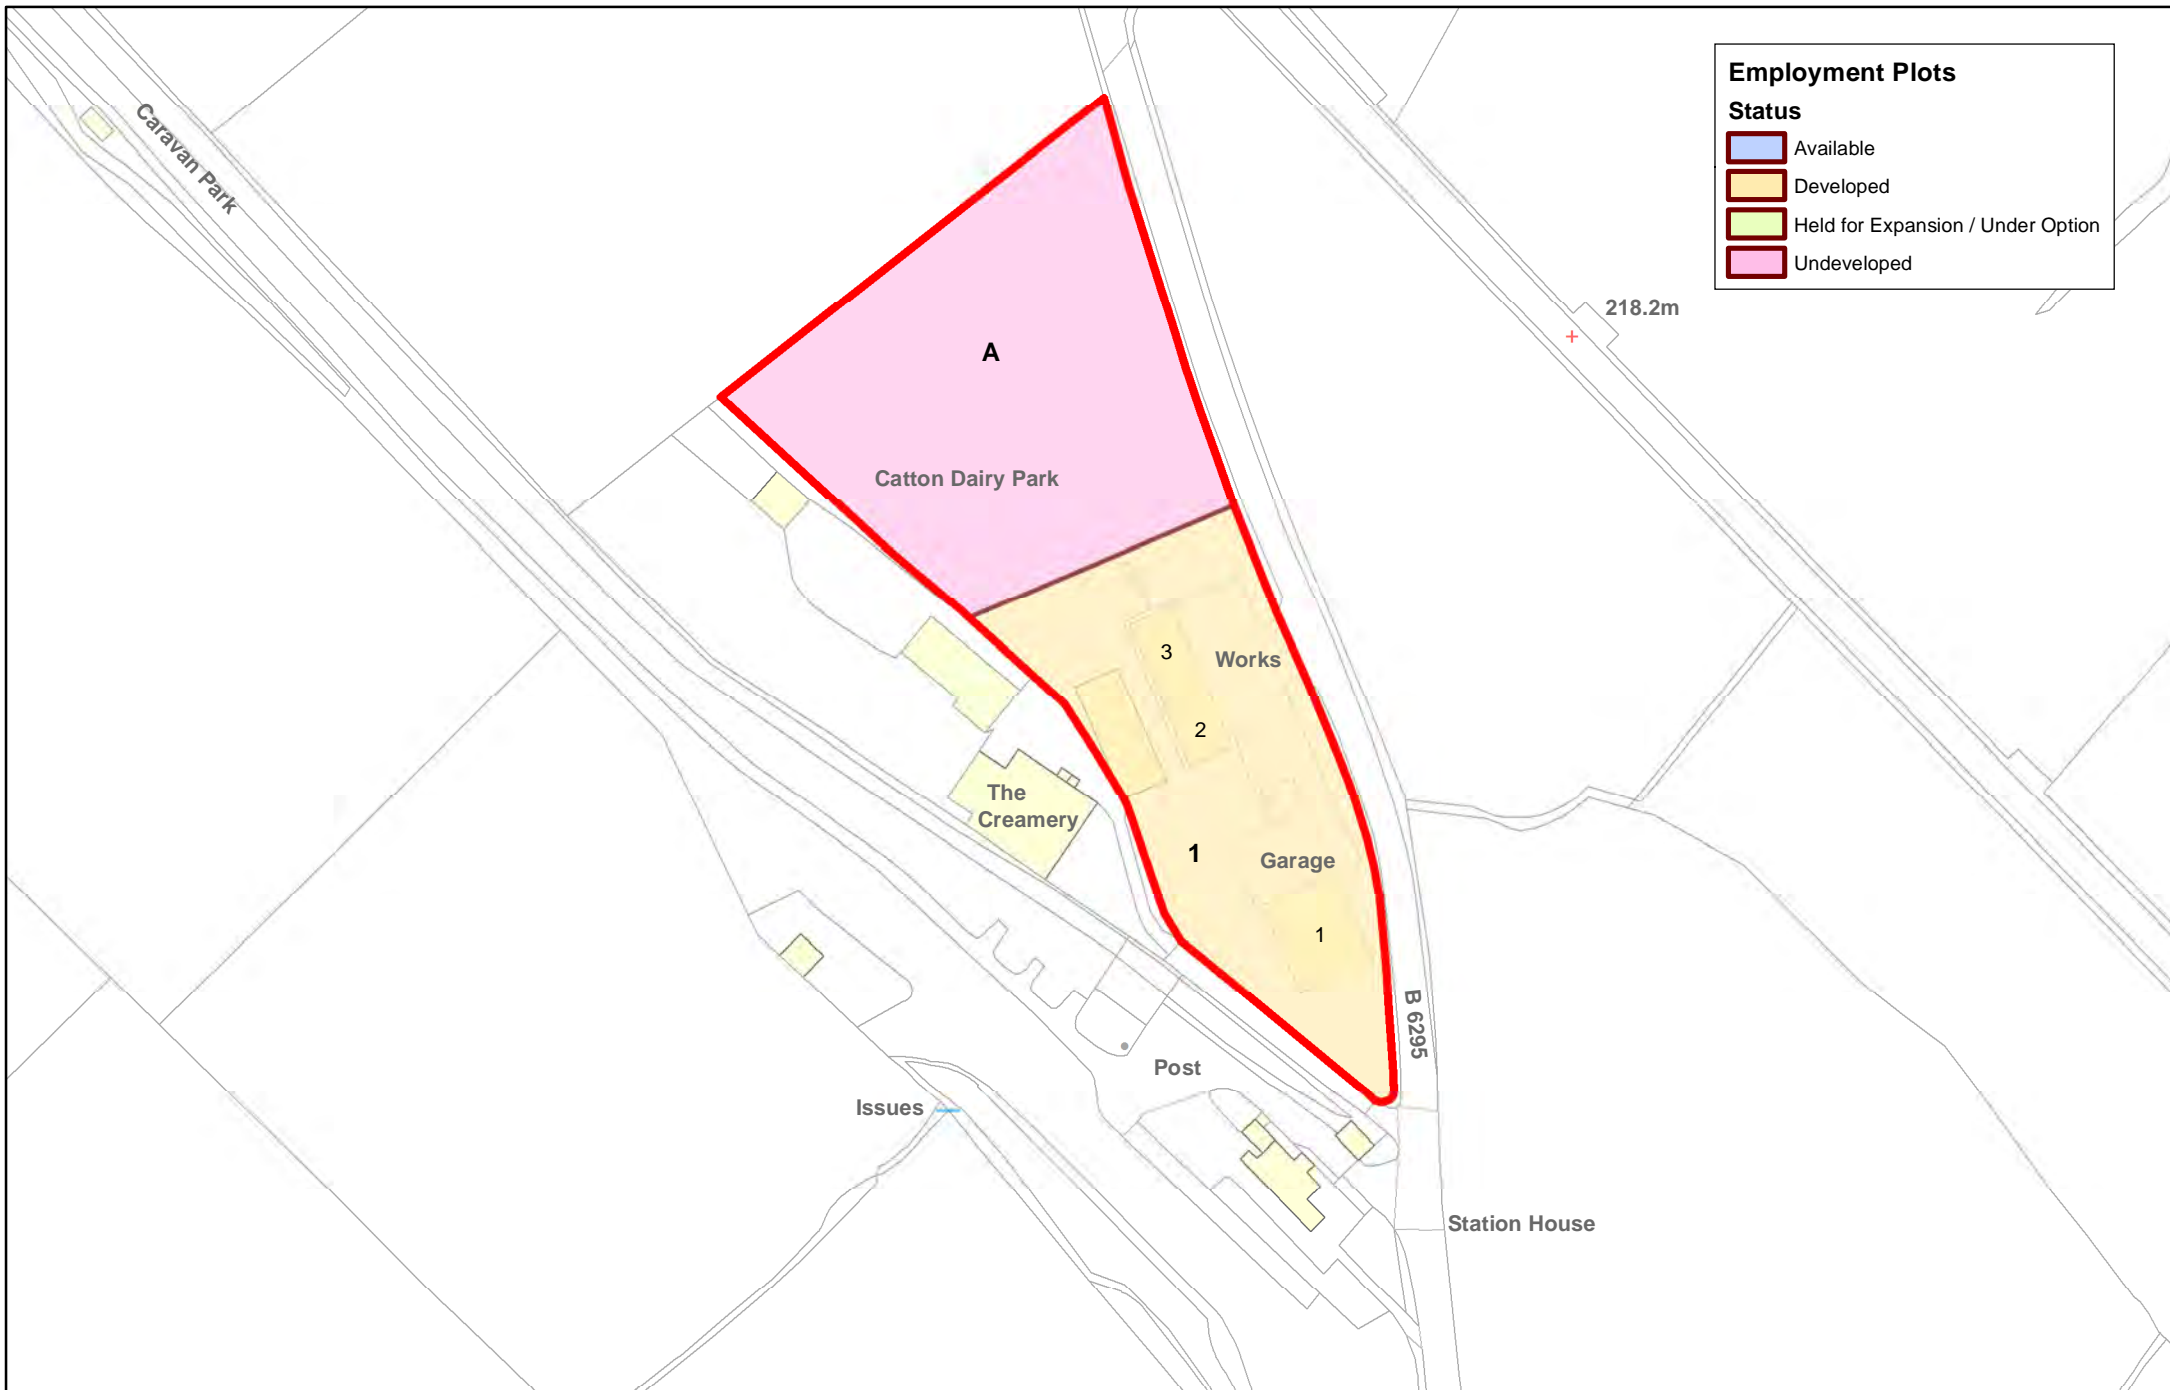 Employment Plots
Status
Available
Developed
Held for Expansion / Under Option
Undeveloped
Caravan Park
218.2m
A
Catton Dairy Park
3
Works
2
The
Creamery
1
Garage
1
B 6295
Post
Issues
Station House